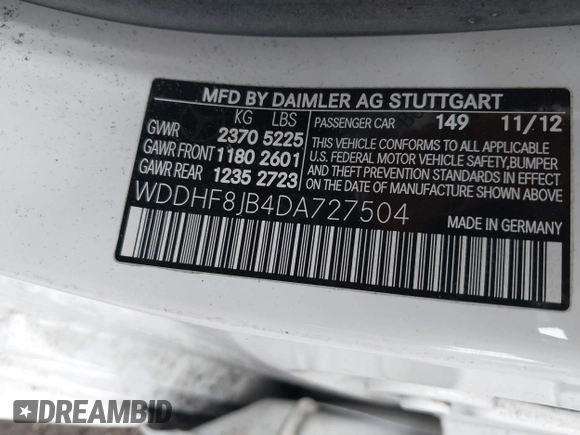 MFD BY DAIMLER AG STUTTGART
KG LBS
GVWR 2370 5225
GAWR FRONT 1180 2601
GAWR REAR 1235 2723
PASSENGER CAR 149 11/12
THIS VEHICLE CONFORMS TO ALL APPLICABLE
U.S. FEDERAL MOTOR VEHICLE SAFETY,BUMPER
AND THEFT PREVENTION STANDARDS IN EFFECT
ON THE DATE OF MANUFACTURE SHOWN ABOVE
WDDHF8JB4DA727504
MADE IN GERMANY
DREAMBID